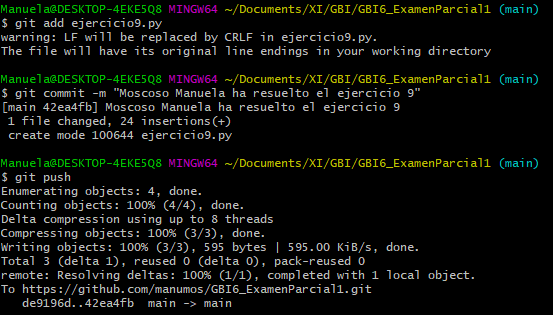 Manuela@DESKTOP-4EKE5Q8 MINGW64 ~/Documents/XI/GBI/GBI6_ExamenParcial1 (main)
$ git add ejercicio9.py
warning: LF will be replaced by CRLF in ejercicio9.py.
The file will have its original line endings in your working directory
Manuela@DESKTOP-4EKE5Q8 MINGW64 ~/Documents/XI/GBI/GBI6_ExamenParcial1 (main)
$ git commit -m "Moscoso Manuela ha resuelto el ejercicio 9"
[main 42ea4fb] Moscoso Manuela ha resuelto el ejercicio 9
 1 file changed, 24 insertions(+)
 create mode 100644 ejercicio9.py
Manuela@DESKTOP-4EKE5Q8 MINGW64 ~/Documents/XI/GBI/GBI6_ExamenParcial1 (main)
$ git push
Enumerating objects: 4, done.
Counting objects: 100% (4/4), done.
Delta compression using up to 8 threads
Compressing objects: 100% (3/3), done.
Writing objects: 100% (3/3), 595 bytes | 595.00 KiB/s, done.
Total 3 (delta 1), reused 0 (delta 0), pack-reused 0
remote: Resolving deltas: 100% (1/1), completed with 1 local object.
To https://github.com/manumos/GBI6_ExamenParcial1.git
   de9196d..42ea4fb  main -> main